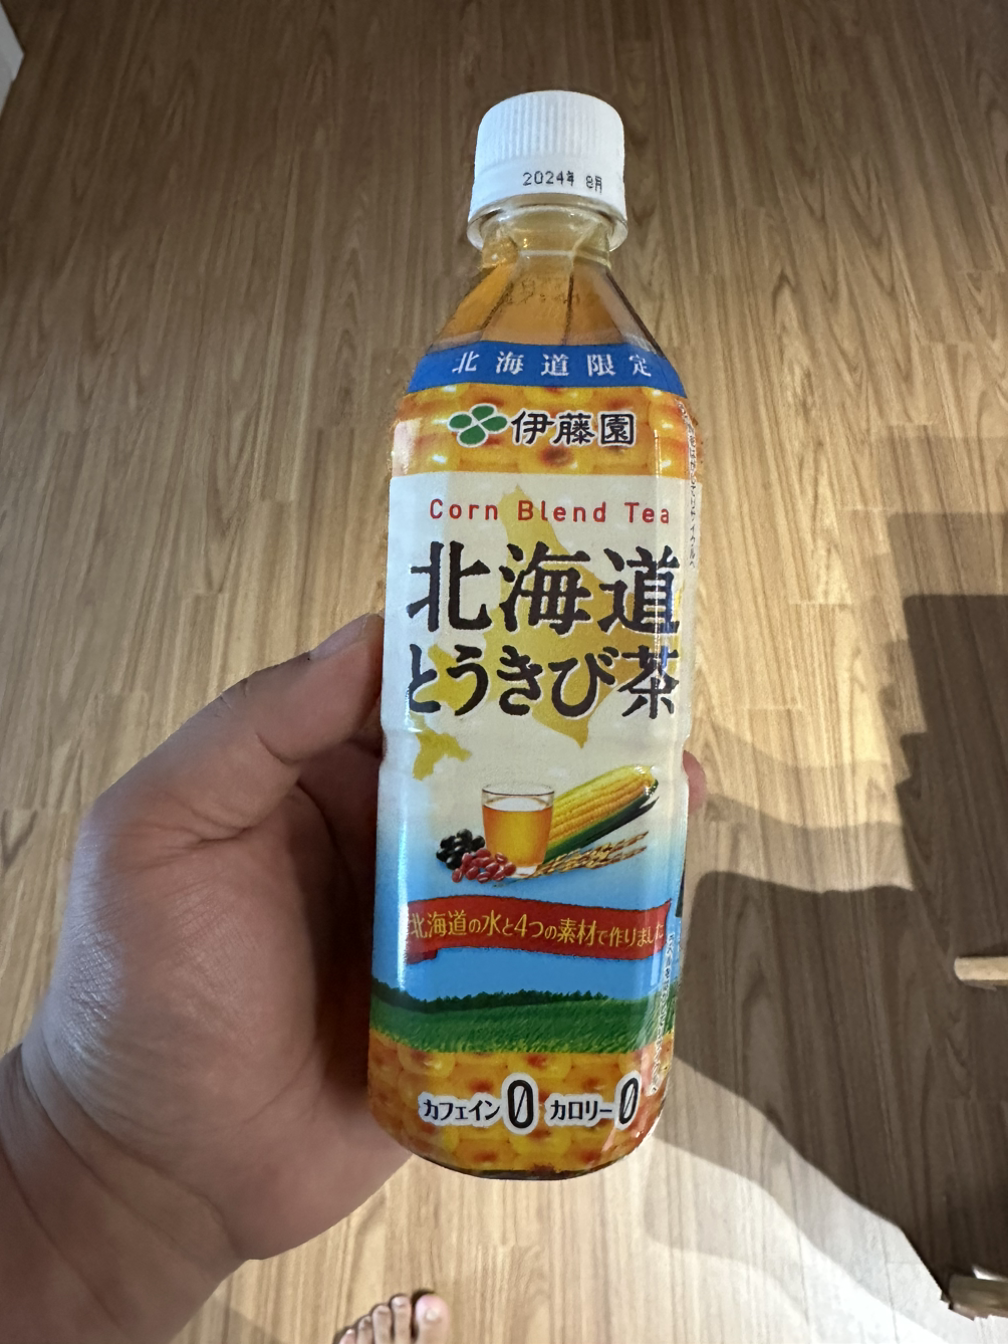 2024年 8月
北海道限定
伊藤園
Corn Blend Tea
北海道
とうきび茶
北海道の水と4つの素材で作りました
カフェイン0 カロリー0